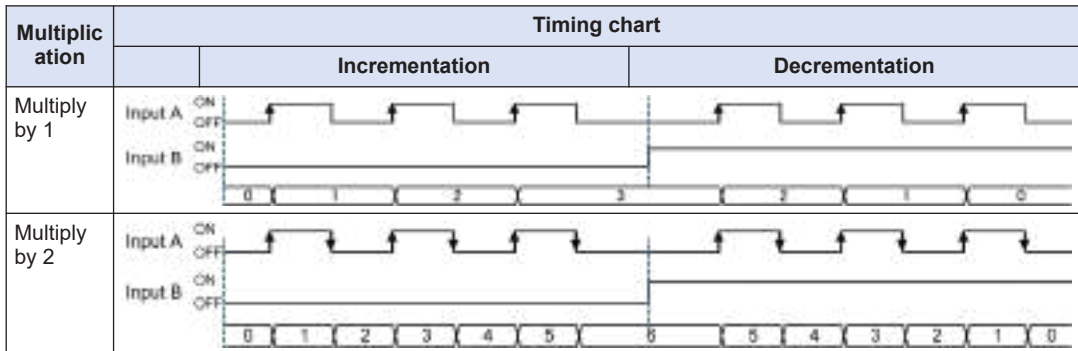 Multiplic
ation
Timing chart
Incrementation
Decrementation
Multiply
by 1
Input A
ON
OFF
Input B
ON
OFF
0 1 2 3 2 1 0
Multiply
by 2
Input A
ON
OFF
Input B
ON
OFF
0 1 2 3 4 5 6 5 4 3 2 1 0